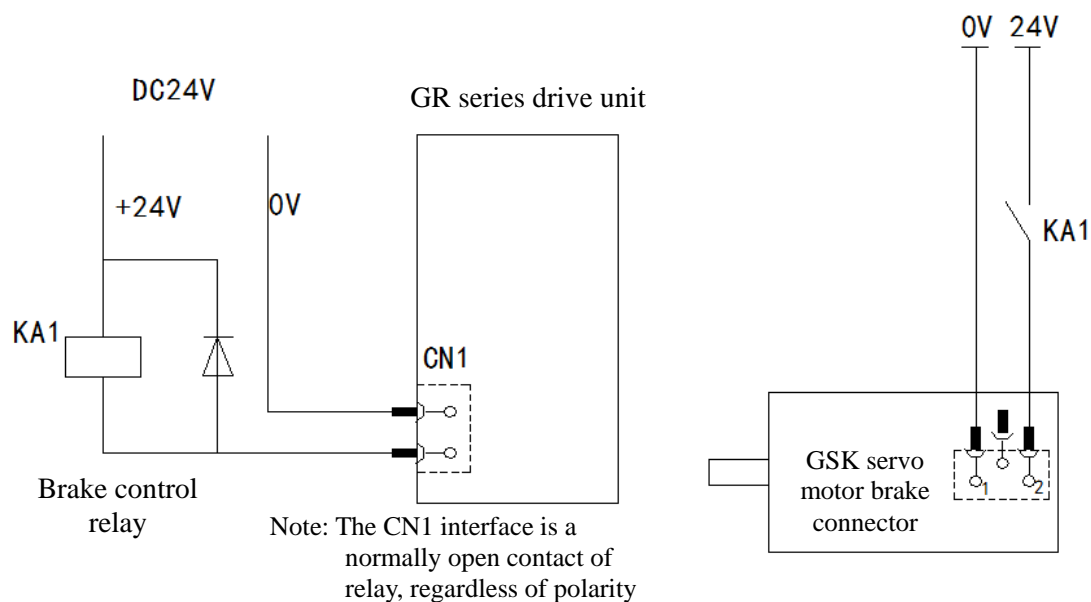 DC24V
+24V
0V
KA1
Brake control
relay
GR series drive unit
CN1
Note: The CN1 interface is a
normally open contact of
relay, regardless of polarity
0V 24V
KA1
GSK servo
motor brake
connector
1
2